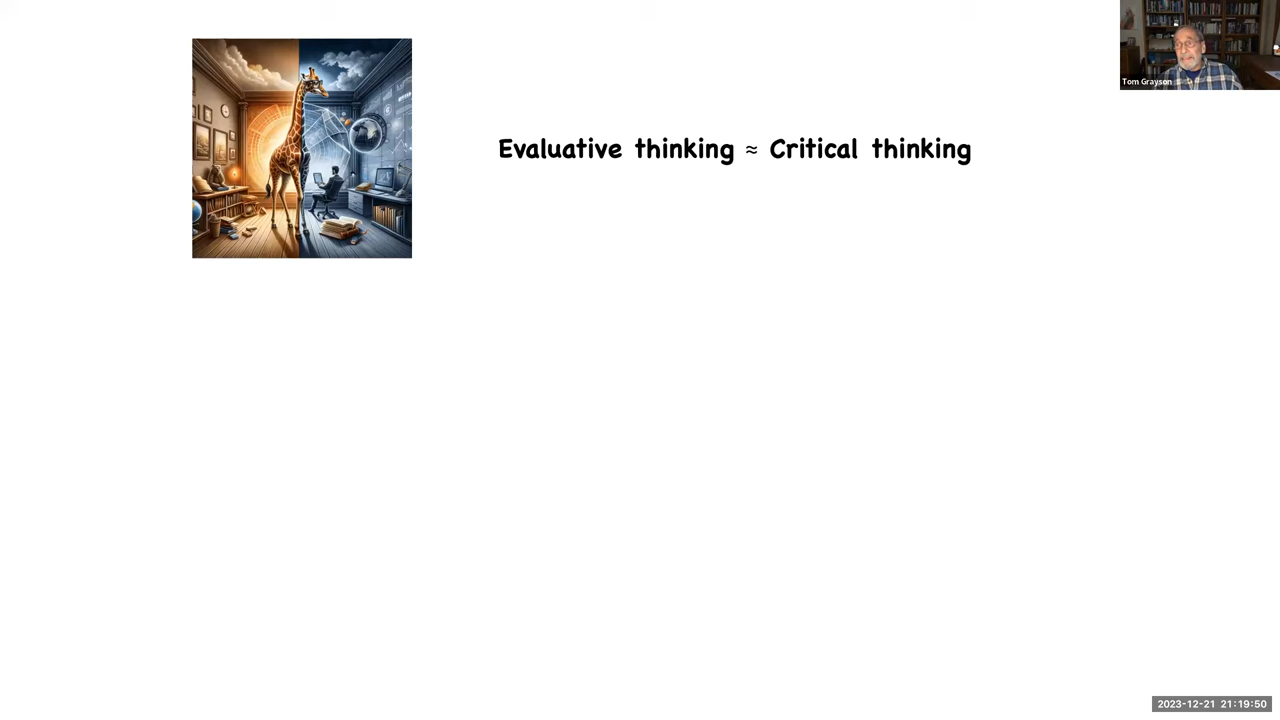 Tom Grayson
Evaluative thinking ≈ Critical thinking
2023-12-21 21:19:50